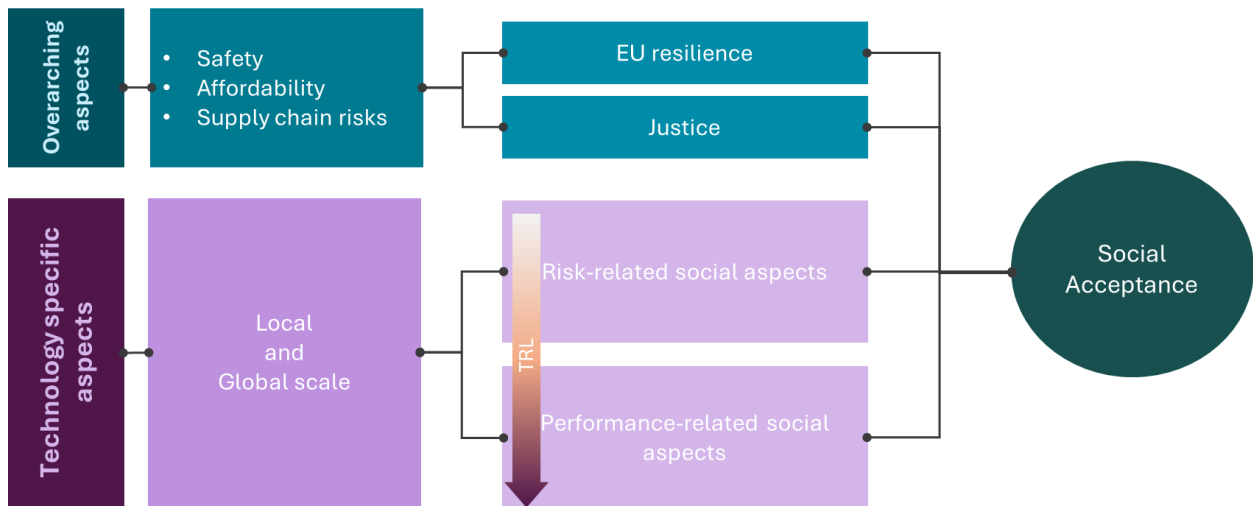 Overarching
aspects
• Safety
• Affordability
• Supply chain risks
EU resilience
Justice
Technology specific
aspects
Local
and
Global scale
TRL
Risk-related social aspects
Performance-related social
aspects
Social
Acceptance